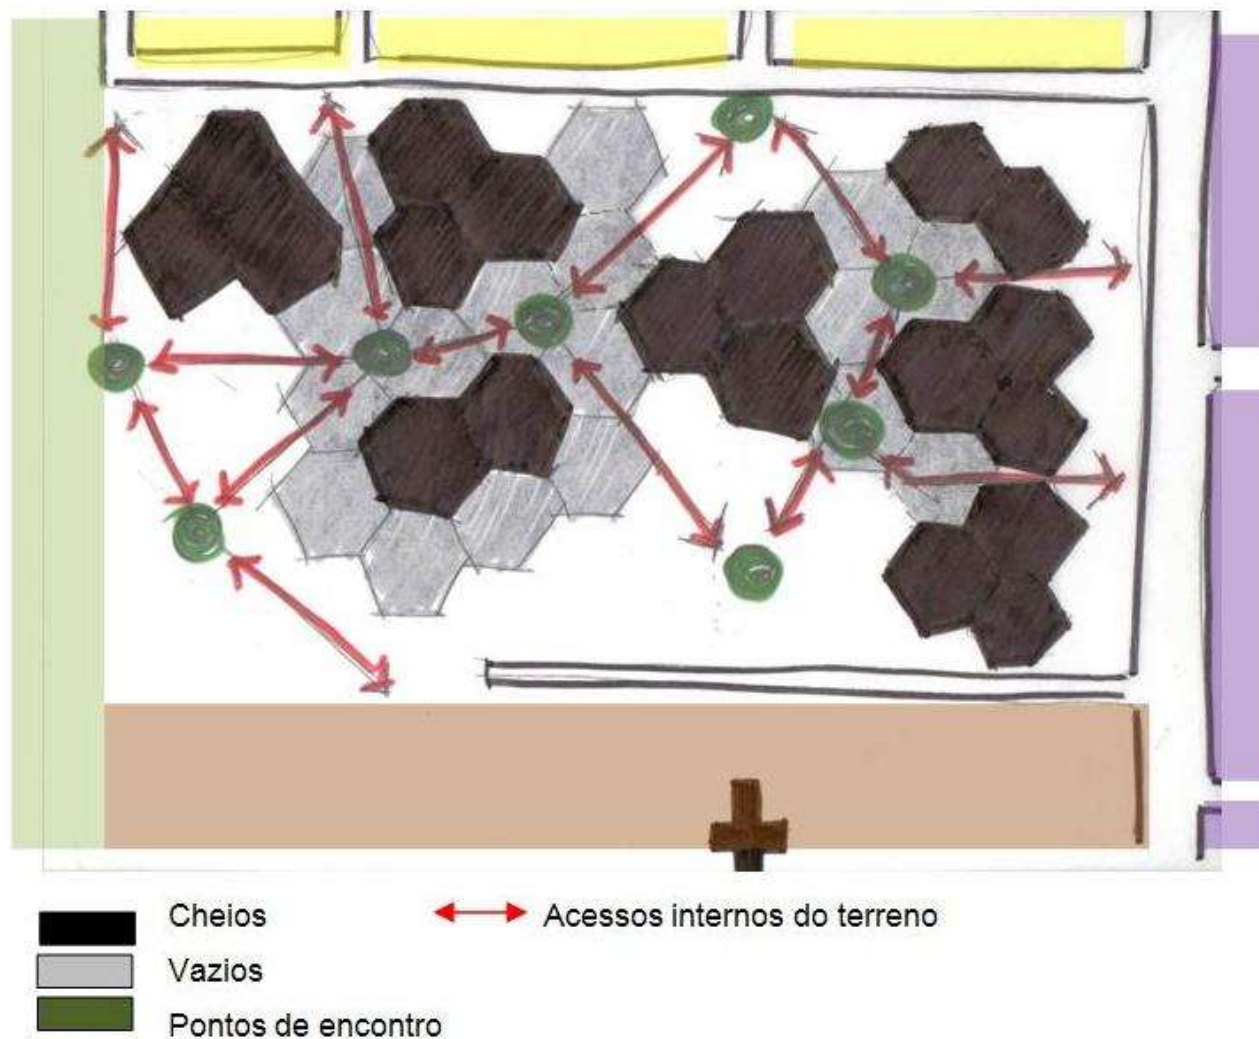 Cheios
Acessos internos do terreno
Vazios
Pontos de encontro